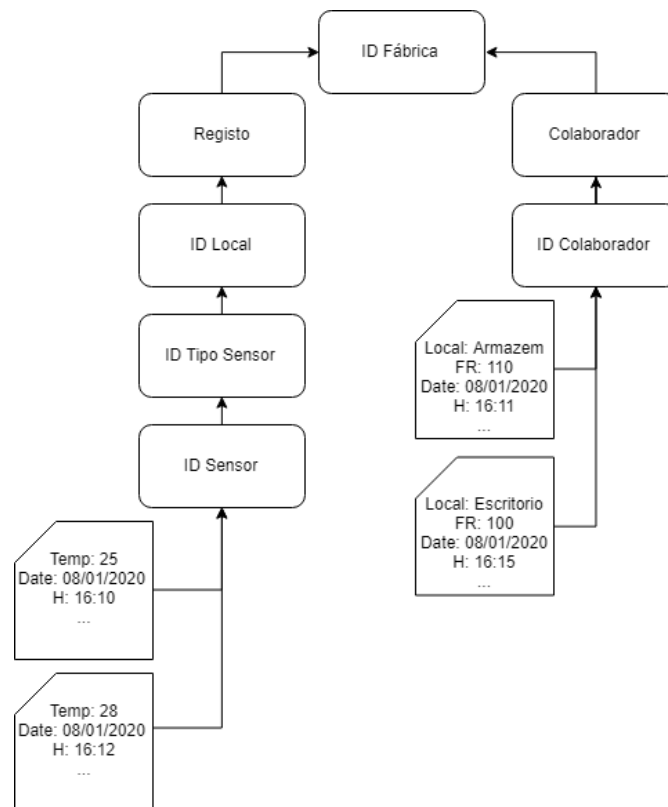 ID Fábrica
Registo
Colaborador
ID Local
ID Colaborador
ID Tipo Sensor
Local: Armazem
FR: 110
Date: 08/01/2020
H: 16:11
...
ID Sensor
Local: Escritorio
FR: 100
Date: 08/01/2020
H: 16:15
...
Temp: 25
Date: 08/01/2020
H: 16:10
...
Temp: 28
Date: 08/01/2020
H: 16:12
...